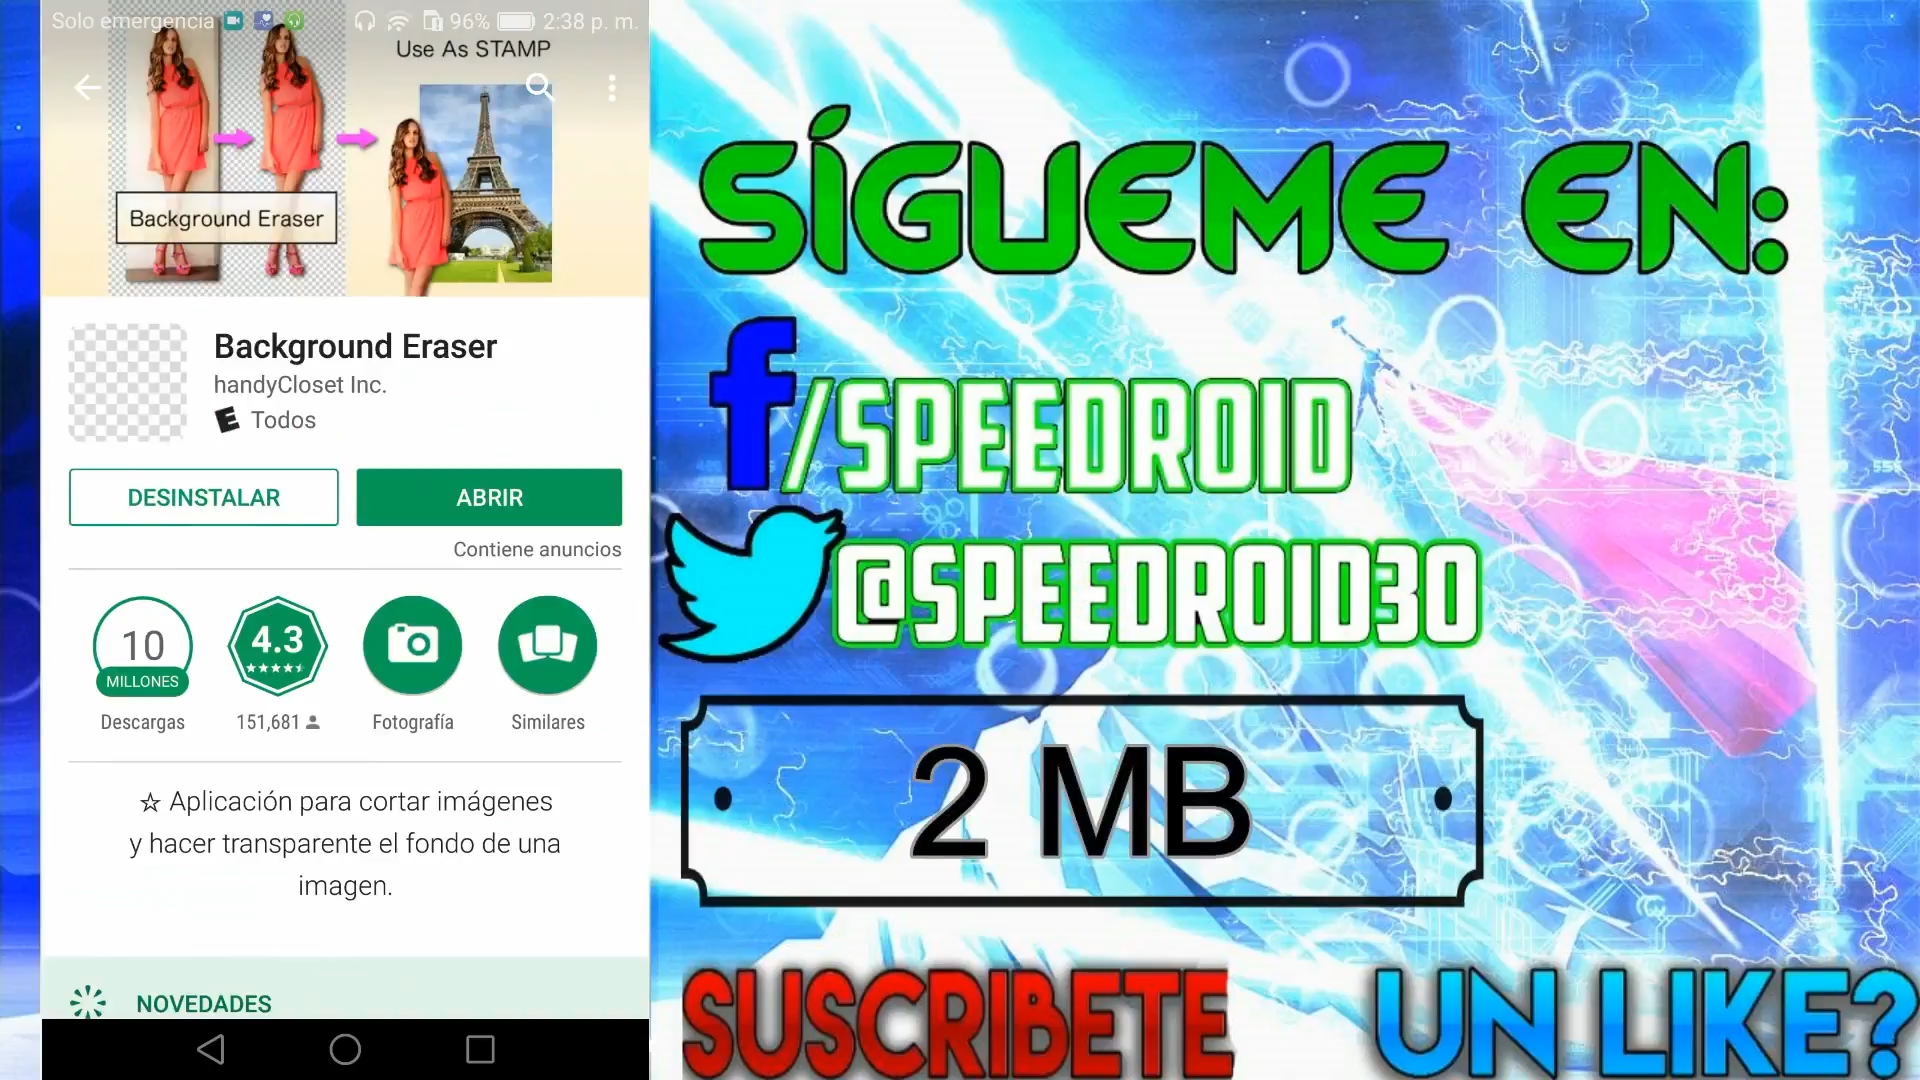 Solo emergencia
96%
2:38 p. m.
Use As STAMP
Background Eraser
Background Eraser
handyCloset Inc.
E Todos
DESINSTALAR
ABRIR
Contiene anuncios
10
MILLONES
4.3
Descargas
151,681
Fotografía
Similares
☆ Aplicación para cortar imágenes
y hacer transparente el fondo de una
imagen.
NOVEDADES
SÍGUEME EN:
f/SPEEDROID
@SPEEDROID30
2 MB
SUSCRIBETE
UN LIKE?